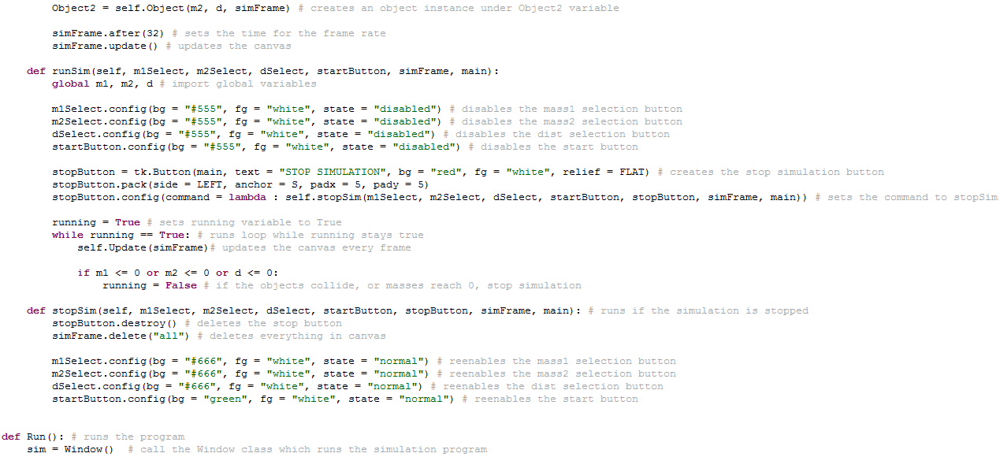 Object2 = self.Object(m2, d, simFrame) # creates an object instance under Object2 variable
simFrame.after(32) # sets the time for the frame rate
simFrame.update() # updates the canvas
def runSim(self, m1Select, m2Select, dSelect, startButton, simFrame, main):
global m1, m2, d # import global variables
m1Select.config(bg = "#555", fg = "white", state = "disabled") # disables the mass1 selection button
m2Select.config(bg = "#555", fg = "white", state = "disabled") # disables the mass2 selection button
dSelect.config(bg = "#555", fg = "white", state = "disabled") # disables the dist selection button
startButton.config(bg = "#555", fg = "white", state = "disabled") # disables the start button
stopButton = tk.Button(main, text = "STOP SIMULATION", bg = "red", fg = "white", relief = FLAT) # creates the stop simulation button
stopButton.pack(side = LEFT, anchor = S, padx = 5, pady = 5)
stopButton.config(command = lambda : self.stopSim(m1Select, m2Select, dSelect, startButton, stopButton, simFrame, main)) # sets the command to stopSim
running = True # sets running variable to True
while running == True: # runs loop while running stays true
self.Update(simFrame)# updates the canvas every frame
if m1 <= 0 or m2 <= 0 or d <= 0:
running = False # if the objects collide, or masses reach 0, stop simulation
def stopSim(self, m1Select, m2Select, dSelect, startButton, stopButton, simFrame, main): # runs if the simulation is stopped
stopButton.destroy() # deletes the stop button
simFrame.delete("all") # deletes everything in canvas
m1Select.config(bg = "#666", fg = "white", state = "normal") # reenables the mass1 selection button
m2Select.config(bg = "#666", fg = "white", state = "normal") # reenables the mass2 selection button
dSelect.config(bg = "#666", fg = "white", state = "normal") # reenables the dist selection button
startButton.config(bg = "green", fg = "white", state = "normal") # reenables the start button
def Run(): # runs the program
sim = Window()  # call the Window class which runs the simulation program